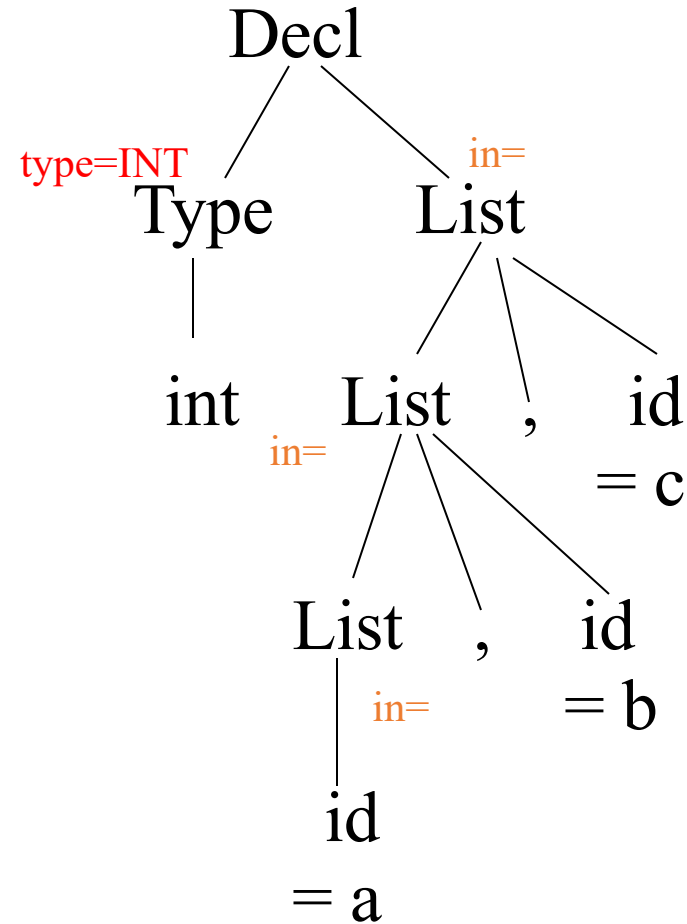 Decl
type=INT
in=
Type
List
int
in=
List
,
id
= c
List
,
id
in=
= b
id
= a